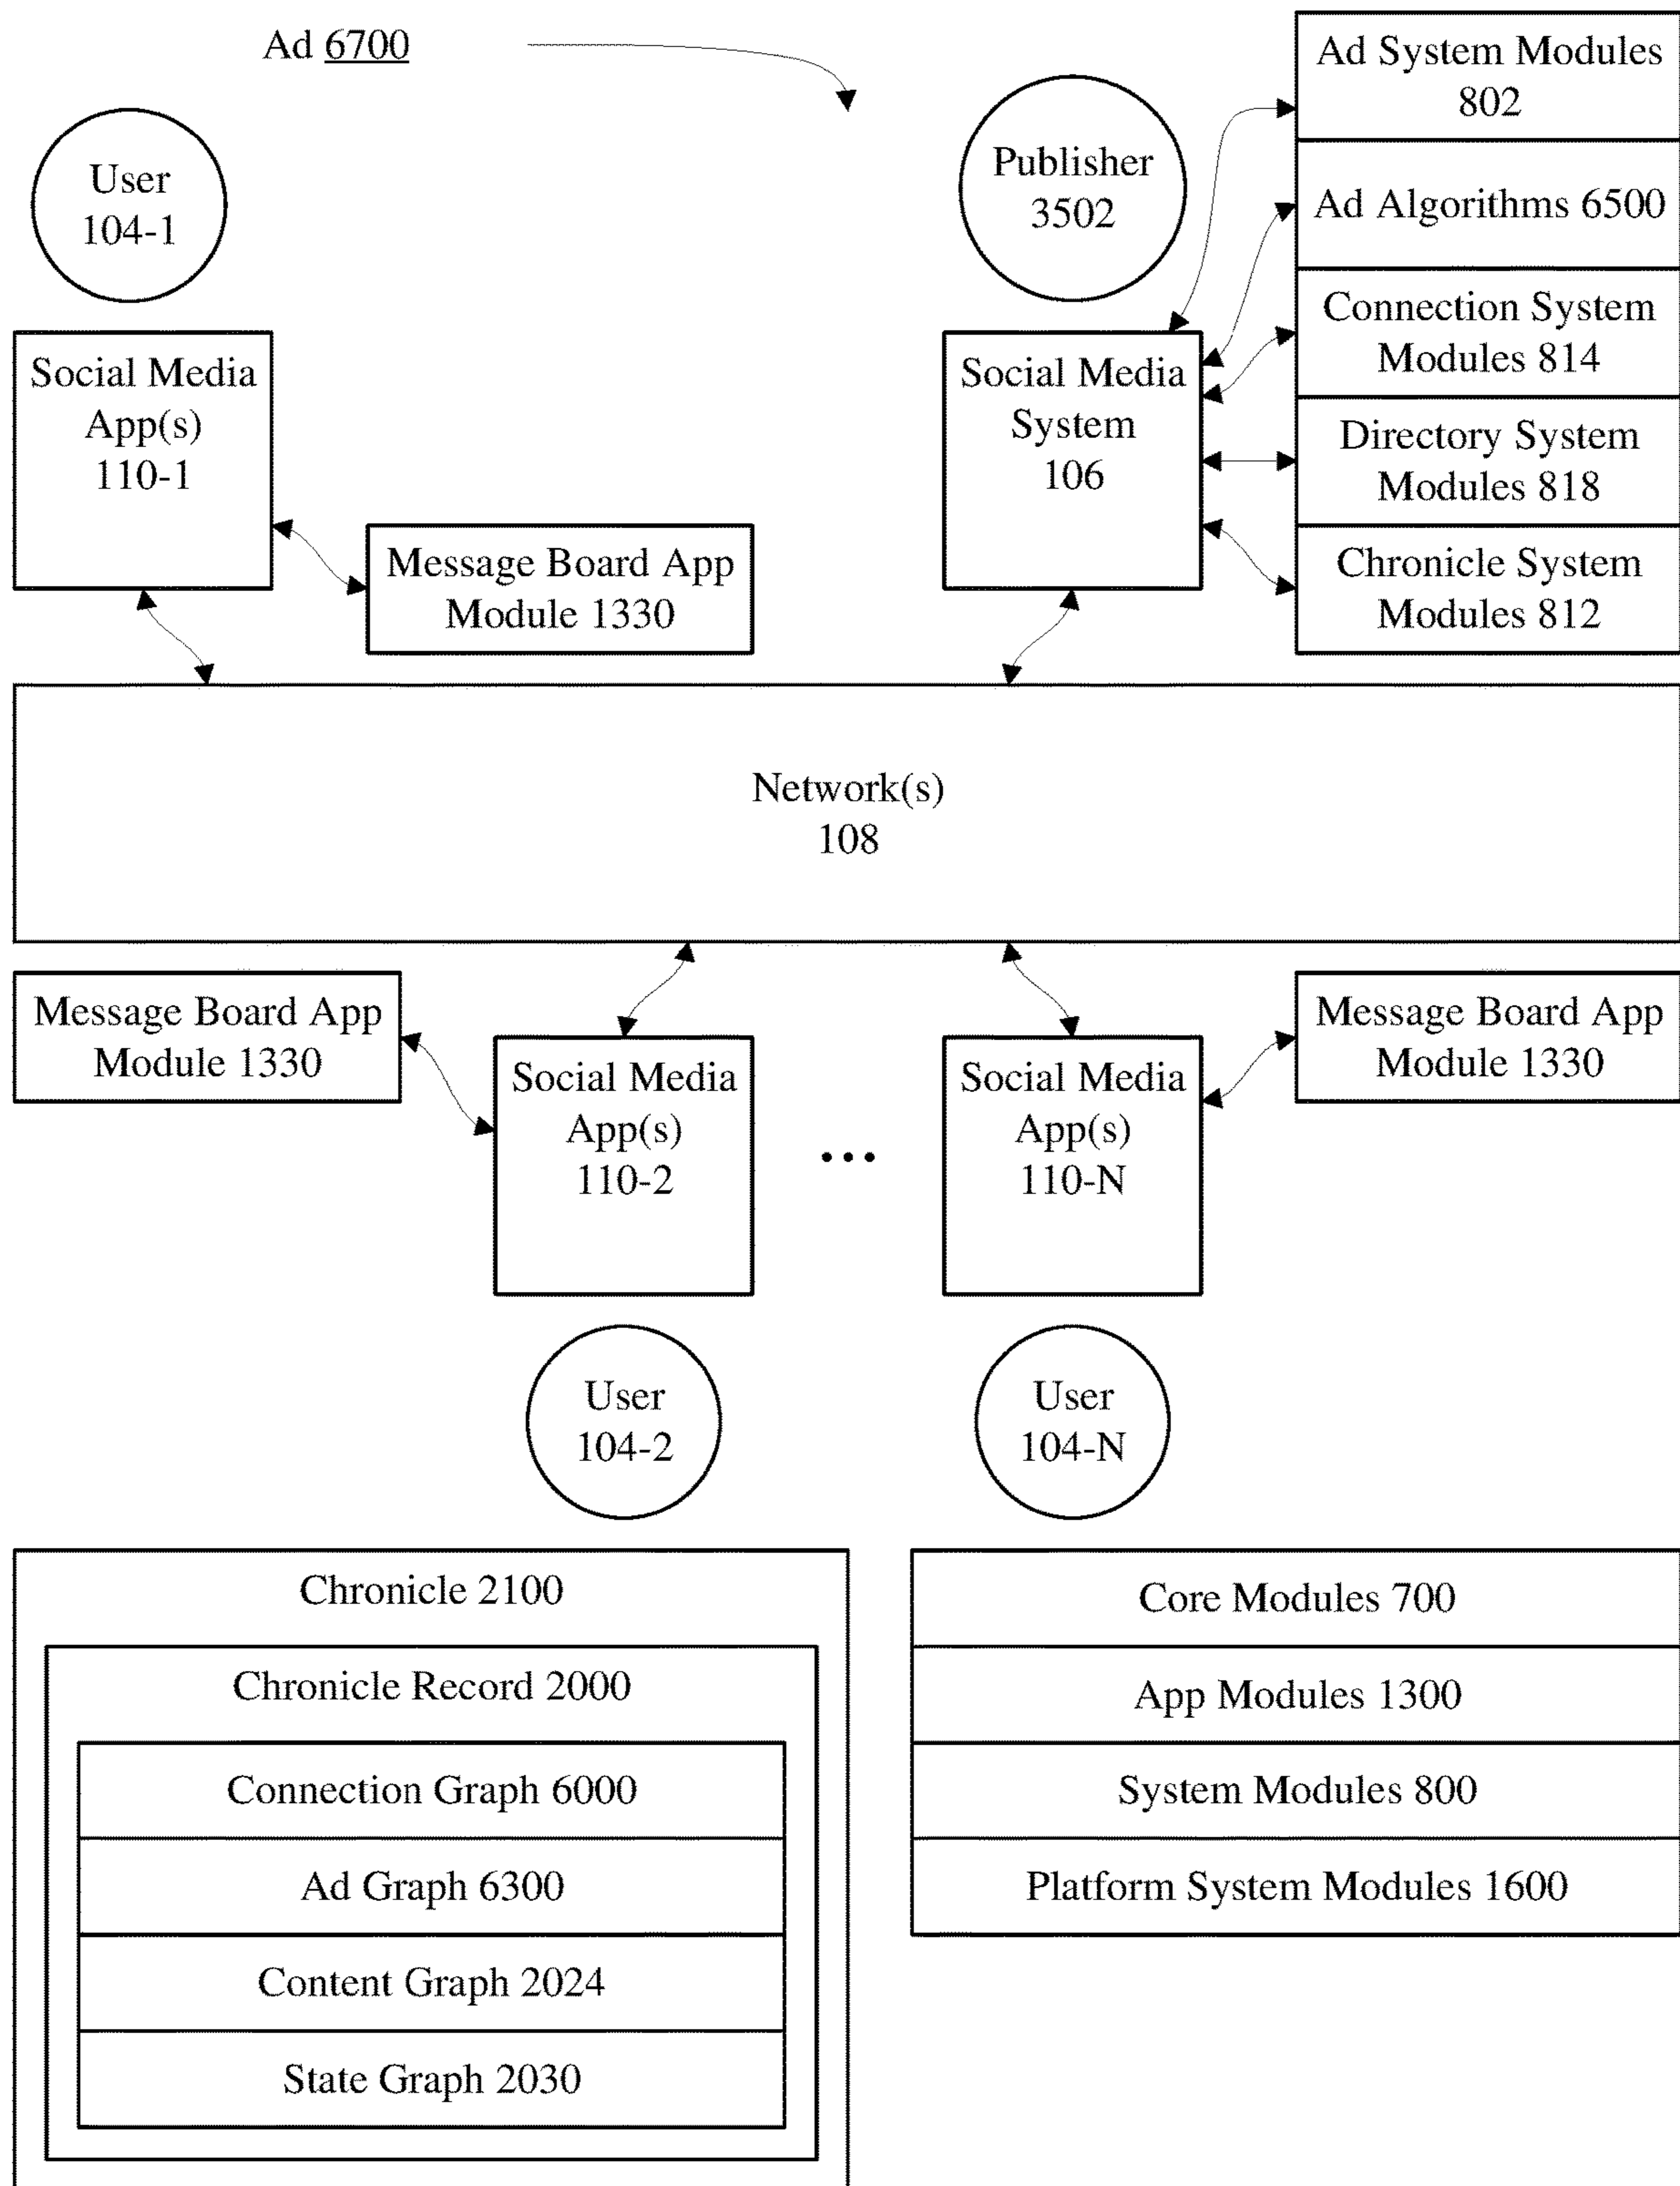 Ad 6700
User
104-1
Publisher
3502
Ad System Modules
802
Ad Algorithms 6500
Connection System
Modules 814
Directory System
Modules 818
Chronicle System
Modules 812
Social Media
App(s)
110-1
Message Board App
Module 1330
Social Media
System
106
Network(s)
108
Message Board App
Module 1330
Social Media
App(s)
110-2
...
Social Media
App(s)
110-N
Message Board App
Module 1330
User
104-2
User
104-N
Chronicle 2100
Chronicle Record 2000
Connection Graph 6000
Ad Graph 6300
Content Graph 2024
State Graph 2030
Core Modules 700
App Modules 1300
System Modules 800
Platform System Modules 1600